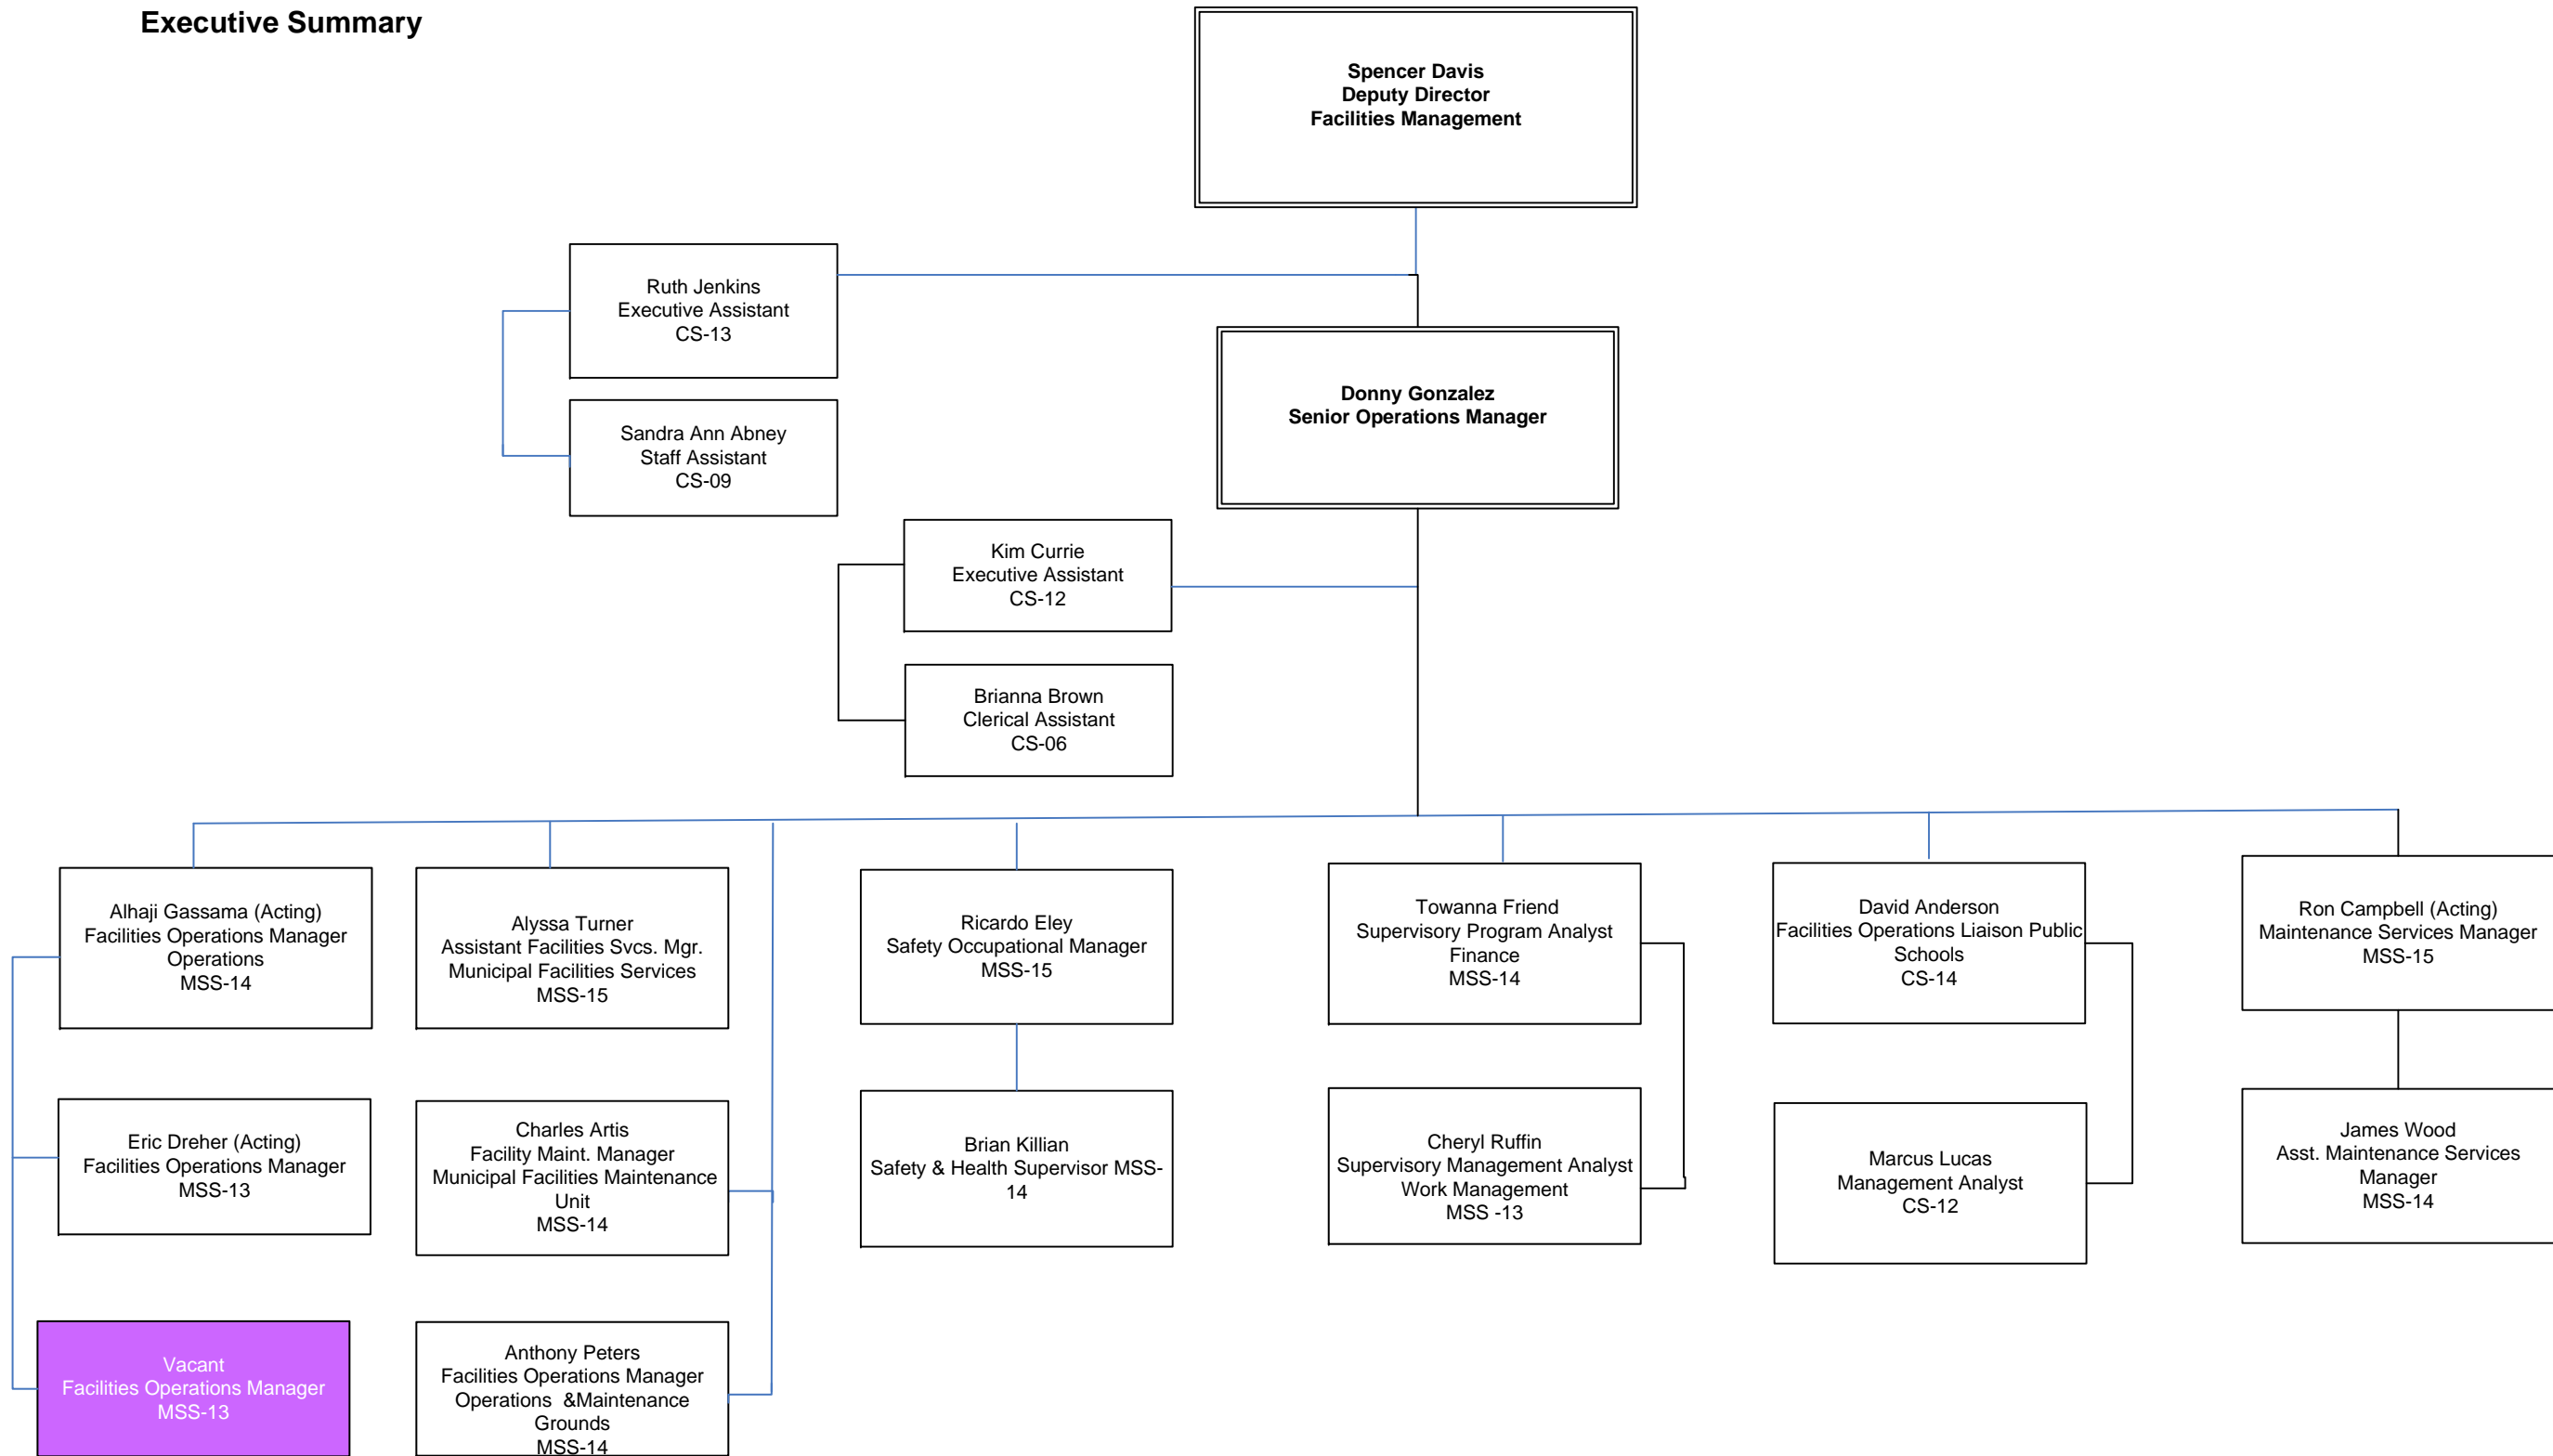 Executive Summary
Spencer Davis
Deputy Director
Facilities Management
Ruth Jenkins
Executive Assistant
CS-13
Donny Gonzalez
Senior Operations Manager
Sandra Ann Abney
Staff Assistant
CS-09
Kim Currie
Executive Assistant
CS-12
Brianna Brown
Clerical Assistant
CS-06
Alhaji Gassama (Acting)
Facilities Operations Manager
Operations
MSS-14
Alyssa Turner
Assistant Facilities Svcs. Mgr.
Municipal Facilities Services
MSS-15
Ricardo Eley
Safety Occupational Manager
MSS-15
Towanna Friend
Supervisory Program Analyst
Finance
MSS-14
David Anderson
Facilities Operations Liaison Public
Schools
CS-14
Ron Campbell (Acting)
Maintenance Services Manager
MSS-15
Eric Dreher (Acting)
Facilities Operations Manager
MSS-13
Charles Artis
Facility Maint. Manager
Municipal Facilities Maintenance
Unit
MSS-14
Brian Killian
Safety & Health Supervisor MSS-
14
Cheryl Ruffin
Supervisory Management Analyst
Work Management
MSS -13
Marcus Lucas
Management Analyst
CS-12
James Wood
Asst. Maintenance Services
Manager
MSS-14
Vacant
Facilities Operations Manager
MSS-13
Anthony Peters
Facilities Operations Manager
Operations  &Maintenance
Grounds
MSS-14